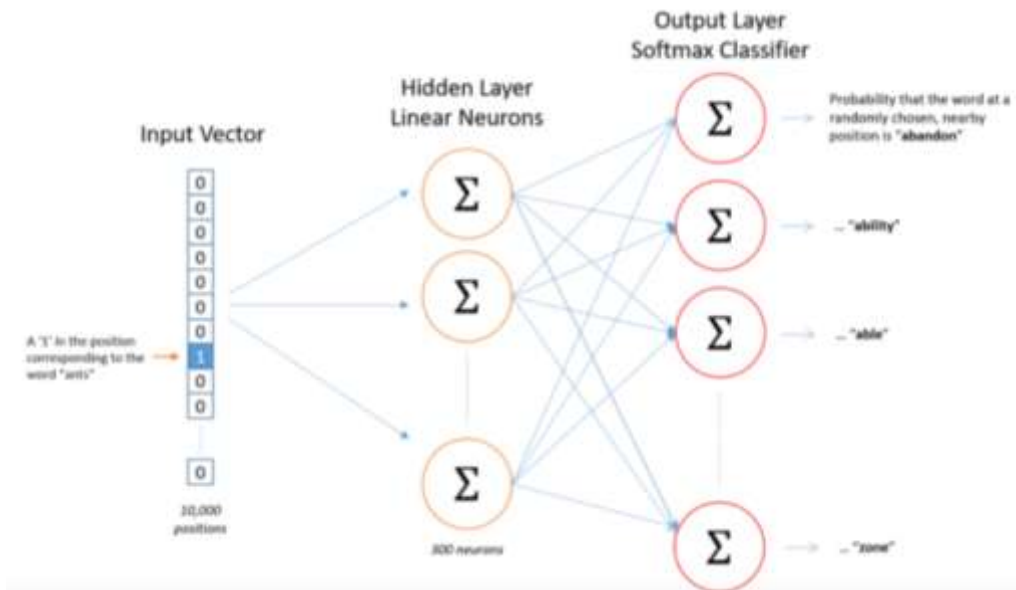 Output Layer
Softmax Classifier
Hidden Layer
Linear Neurons
Input Vector
0
0
0
0
0
0
0
1
0
0
0
A '1' in the position
corresponding to the
word "ants"
10,000
positions
Σ
Σ
Σ
300 neurons
Σ
Σ
Σ
Σ
Probability that the word at a
randomly chosen, nearby
position is "abandon"
... "ability"
... "able"
... "zone"